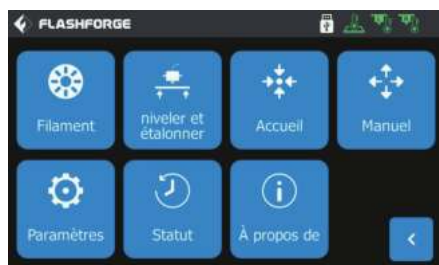 FLASHFORGE
Filament
niveler et
étalonner
Accueil
Manuel
Paramètres
Statut
À propos de